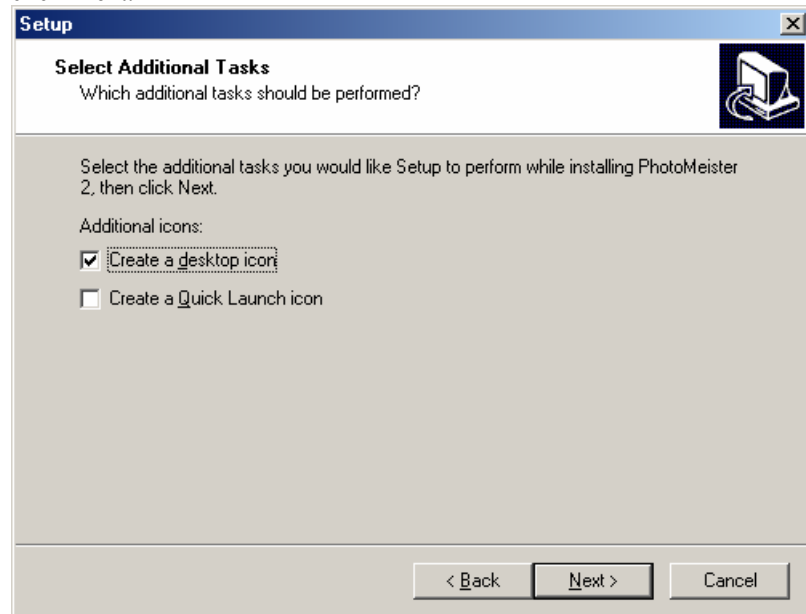 Setup
Select Additional Tasks
Which additional tasks should be performed?
Select the additional tasks you would like Setup to perform while installing PhotoMeister
2, then click Next.
Additional icons:
Create a desktop icon
Create a Quick Launch icon
< Back Next > Cancel